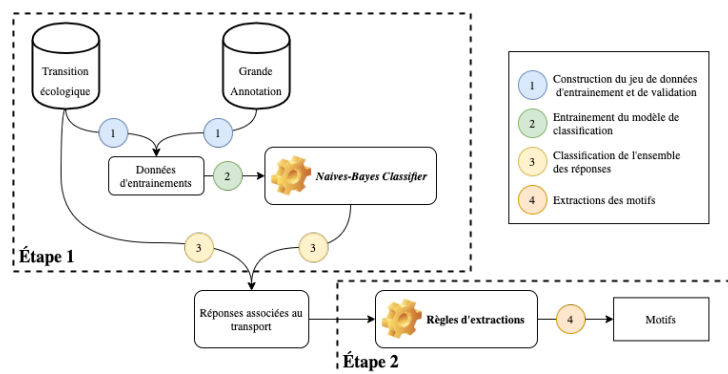 Transition
écologique
Grande
Annotation
1
1
Données
d'entrainements
2
Naives-Bayes Classifier
3
3
Étape 1
Réponses associées au
transport
Règles d'extractions
4
Motifs
Étape 2
1
Construction du jeu de données
d'entrainement et de validation
2
Entrainement du modèle de
classification
3
Classification de l'ensemble
des réponses
4
Extractions des motifs